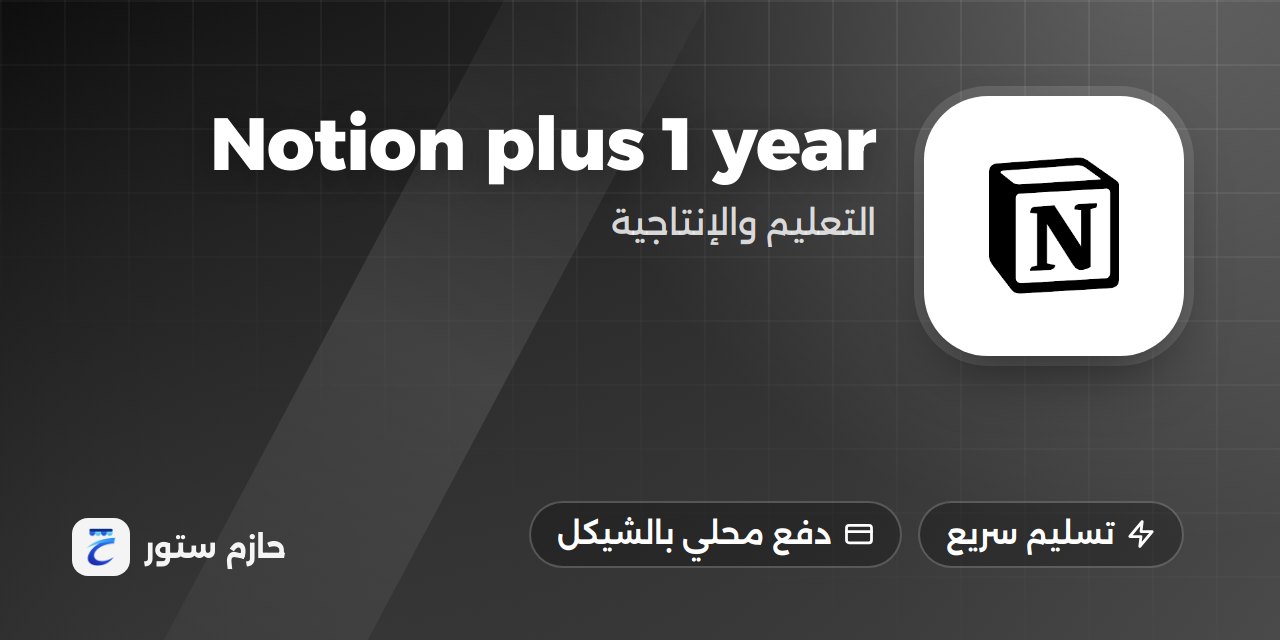 Notion plus 1 year
التعليم والإنتاجية
N
تسليم سريع
دفع محلي بالشيكل
حازم ستور